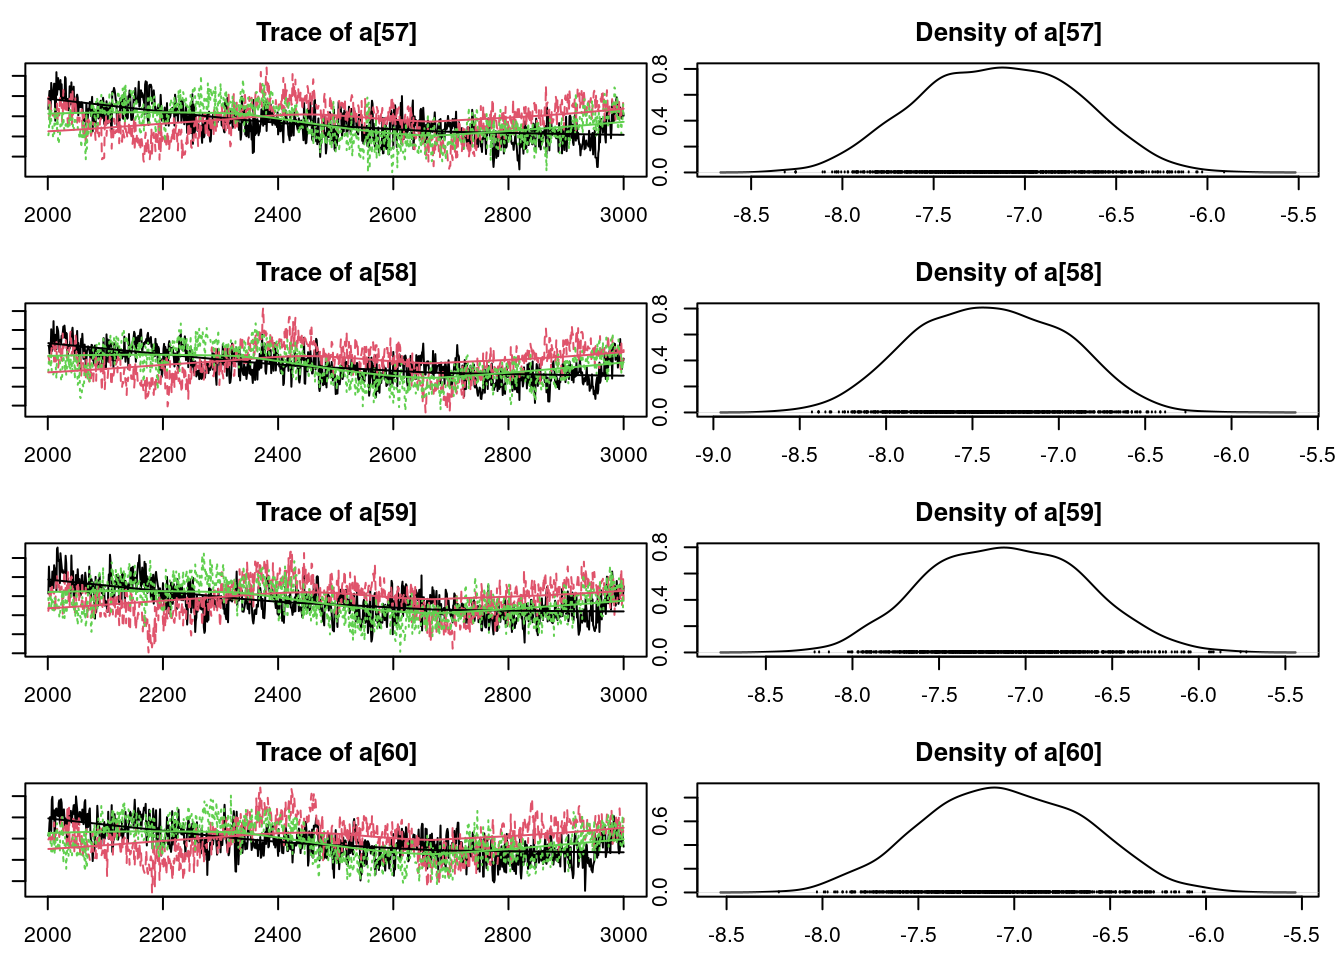 Trace of a[57]
2000 2200 2400 2600 2800 3000
Density of a[57]
0.0 0.4 0.8
-8.5 -8.0 -7.5 -7.0 -6.5 -6.0 -5.5
Trace of a[58]
2000 2200 2400 2600 2800 3000
Density of a[58]
0.0 0.4 0.8
-9.0 -8.5 -8.0 -7.5 -7.0 -6.5 -6.0 -5.5
Trace of a[59]
2000 2200 2400 2600 2800 3000
Density of a[59]
0.0 0.4 0.8
-8.5 -8.0 -7.5 -7.0 -6.5 -6.0 -5.5
Trace of a[60]
2000 2200 2400 2600 2800 3000
Density of a[60]
0.0 0.6
-8.5 -8.0 -7.5 -7.0 -6.5 -6.0 -5.5